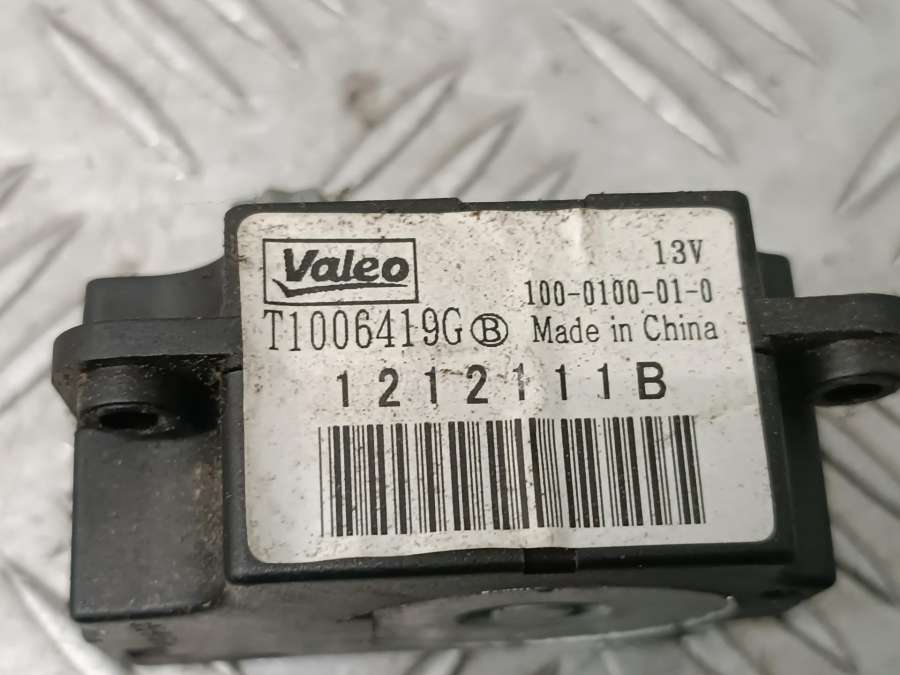 Valeo
13V
100-0100-01-0
T1006419G Ⓑ Made in China
1212111B